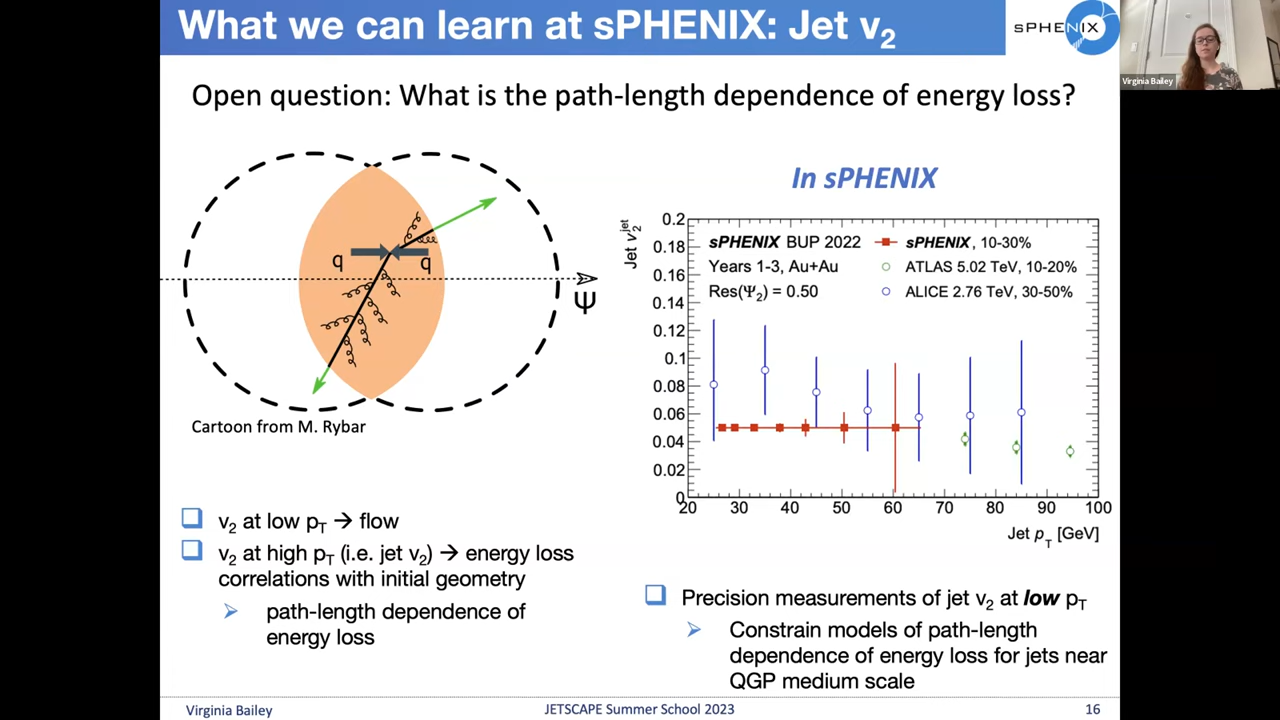 What we can learn at sPHENIX: Jet v₂
sPHENIX
Virginia Bailey
Open question: What is the path-length dependence of energy loss?
q
q
Ψ
Cartoon from M. Rybar
v₂ at low pT → flow
v₂ at high pT (i.e. jet v₂) → energy loss
correlations with initial geometry
path-length dependence of
energy loss
In sPHENIX
Jet v₂^jet
0.2
0.18
0.16
0.14
0.12
0.1
0.08
0.06
0.04
0.02
0
sPHENIX BUP 2022
Years 1-3, Au+Au
Res(Ψ₂) = 0.50
sPHENIX, 10-30%
ATLAS 5.02 TeV, 10-20%
ALICE 2.76 TeV, 30-50%
20 30 40 50 60 70 80 90 100
Jet pT [GeV]
Precision measurements of jet v₂ at low pT
Constrain models of path-length
dependence of energy loss for jets near
QGP medium scale
Virginia Bailey
JETSCAPE Summer School 2023
16